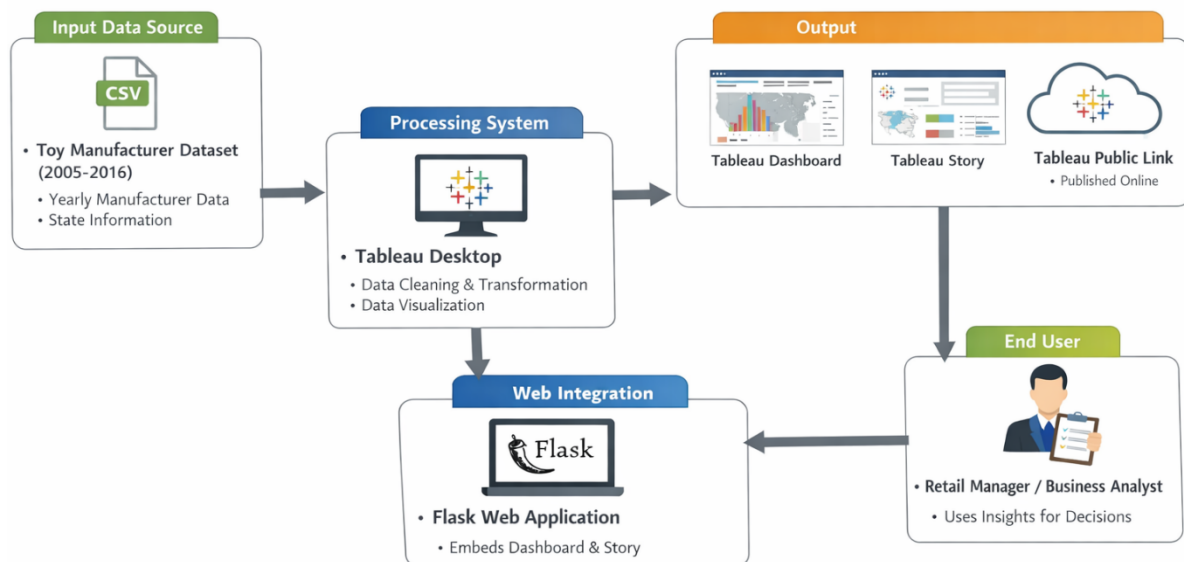 Input Data Source
CSV
• Toy Manufacturer Dataset
(2005-2016)
• Yearly Manufacturer Data
• State Information
Processing System
• Tableau Desktop
• Data Cleaning & Transformation
• Data Visualization
Output
Tableau Dashboard
Tableau Story
Tableau Public Link
• Published Online
Web Integration
Flask
• Flask Web Application
• Embeds Dashboard & Story
End User
• Retail Manager / Business Analyst
• Uses Insights for Decisions